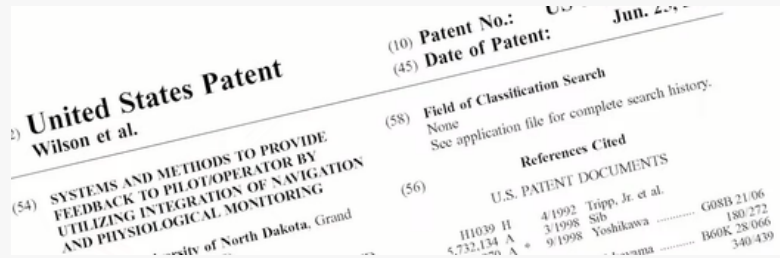 (10) Patent No.: US
(45) Date of Patent: Jun.
United States Patent
Wilson et al.
(54) SYSTEMS AND METHODS TO PROVIDE
FEEDBACK TO PILOT/OPERATOR BY
UTILIZING INTEGRATION OF NAVIGATION
AND PHYSIOLOGICAL MONITORING
of North Dakota, Grand
(58) Field of Classification Search
None
See application file for complete search history.
(56) References Cited
U.S. PATENT DOCUMENTS
H1039 H 4/1992 Tripp, Jr. et al.
5,732,134 A 3/1998 Sib
A * 9/1998 Yoshikawa .......... G08B 21/06
180/272
.......... B60K 28/066
340/439